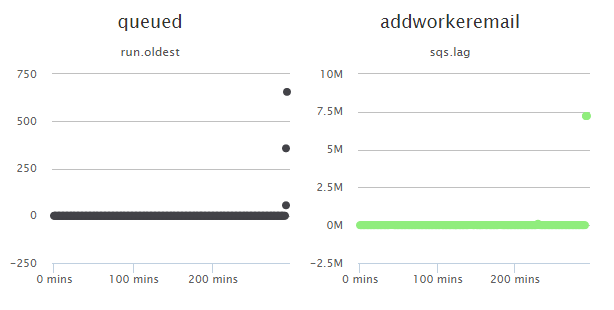 queued
run.oldest
750
500
250
0
−250
0 mins
100 mins
200 mins
addworkeremail
sqs.lag
10M
7.5M
5M
2.5M
0M
−2.5M
0 mins
100 mins
200 mins